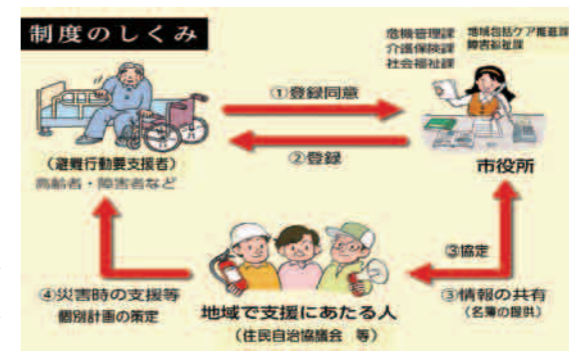 制度のしくみ
危機管理課
介護保険課
社会福祉課
地域包括ケア推進課
障害福祉課
①登録同意
②登録
(避難行動要支援者)
高齢者・障害者など
市役所
③協定
③情報の共有
(名簿の提供)
④災害時の支援等
個別計画の策定
地域で支援にあたる人
(住民自治協議会 等)